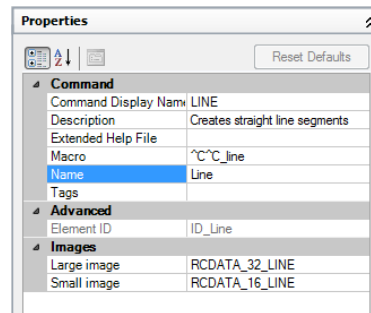 Properties
Reset Defaults
Command
Command Display Name LINE
Description Creates straight line segments
Extended Help File
Macro ^C^C_line
Name Line
Tags
Advanced
Element ID ID_Line
Images
Large image RCDATA_32_LINE
Small image RCDATA_16_LINE